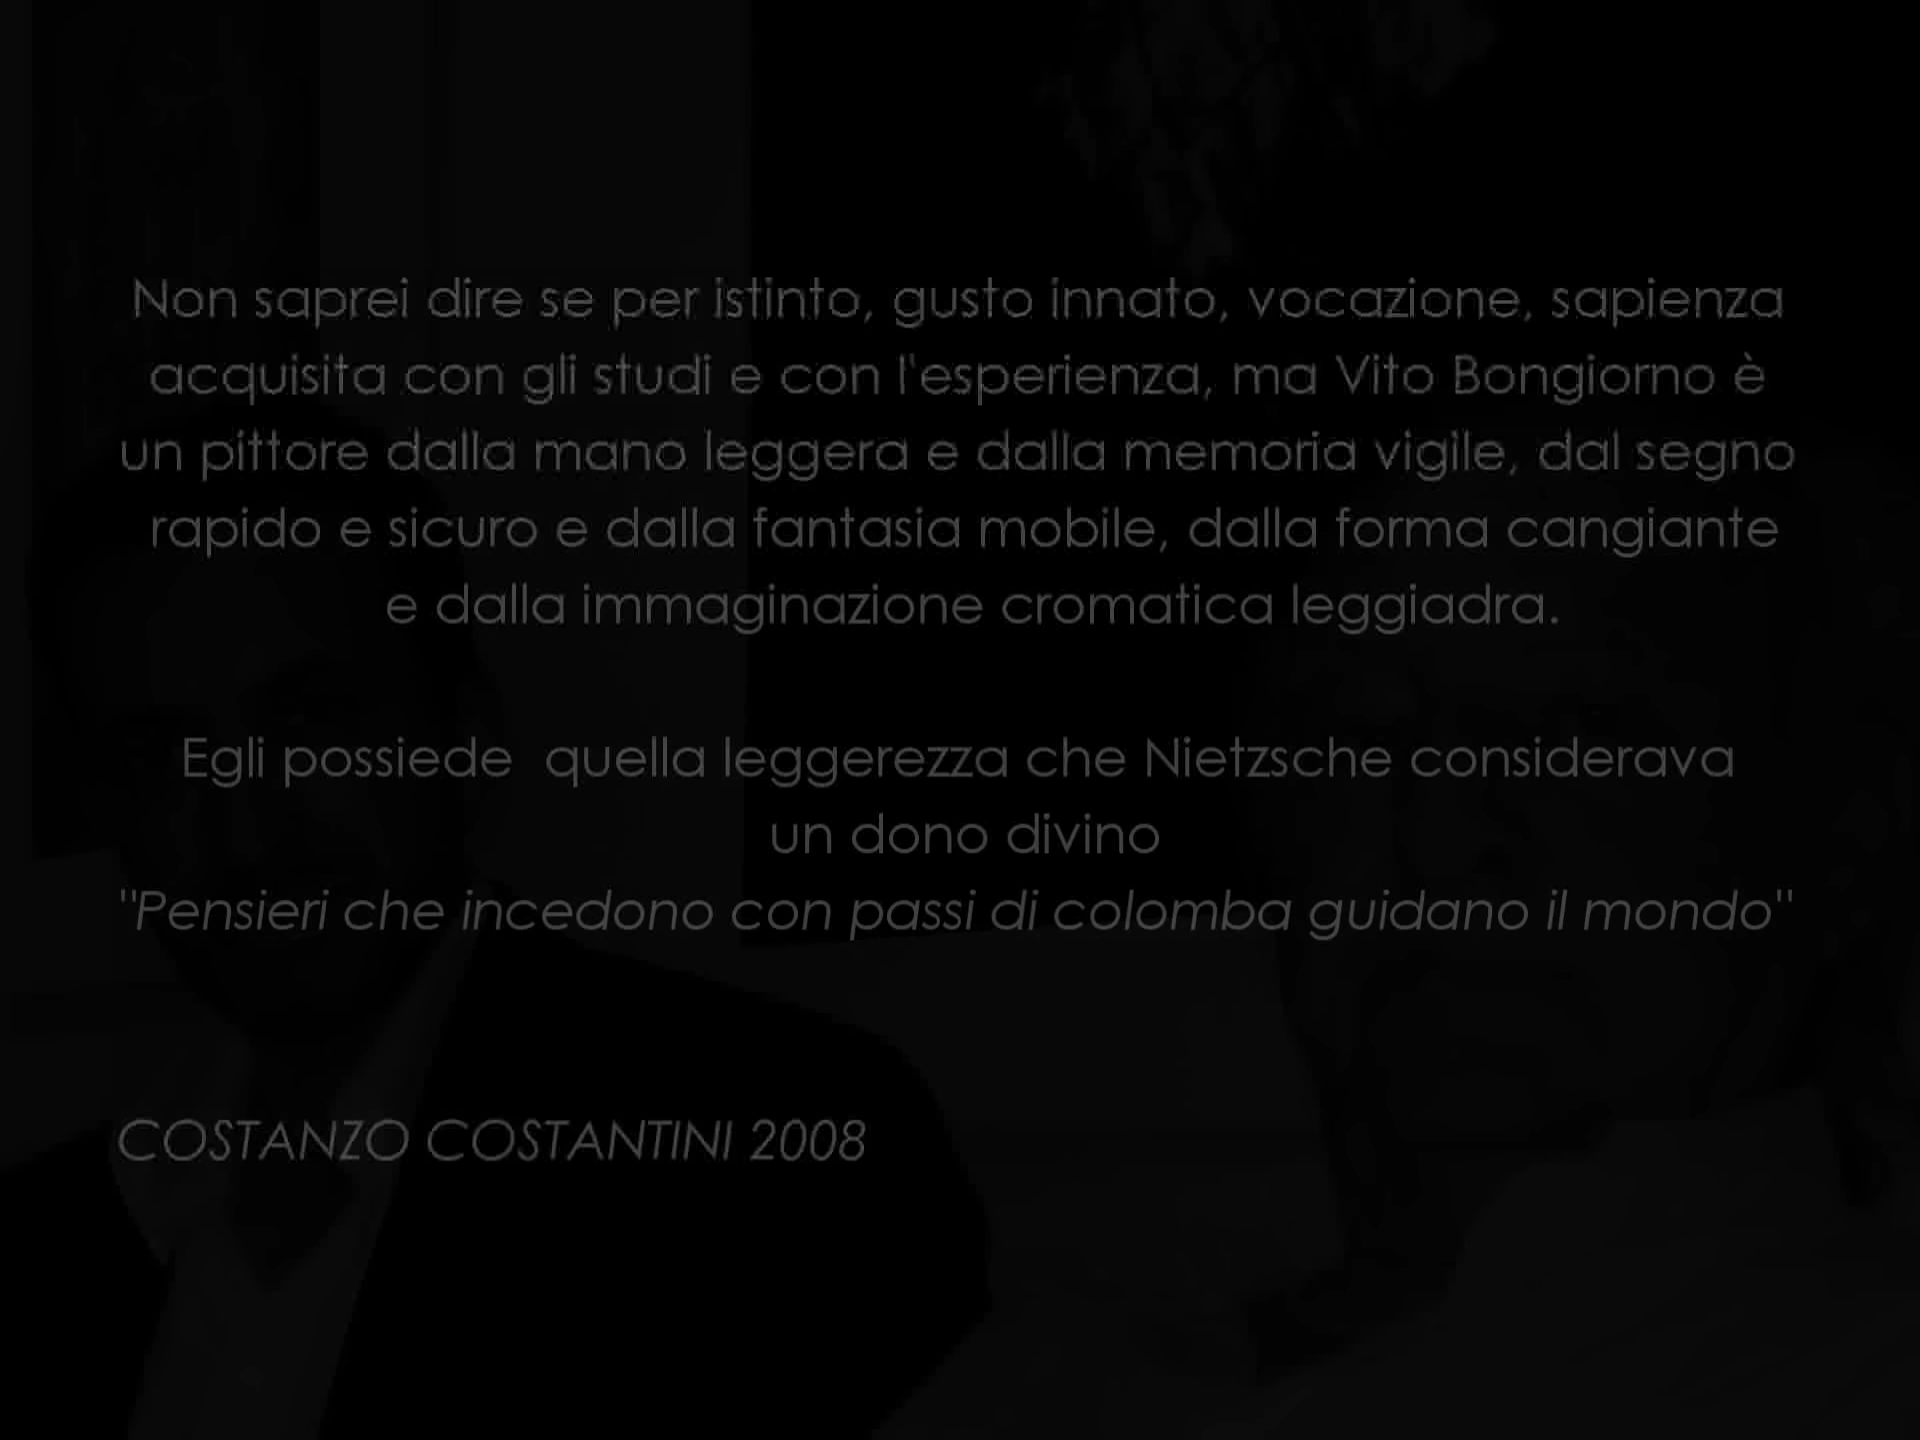 Non saprei dire se per istinto, gusto innato, vocazione, sapienza
acquisita con gli studi e con l'esperienza, ma Vito Bongiorno è
un pittore dalla mano leggera e dalla memoria vigile, dal segno
rapido e sicuro e dalla fantasia mobile, dalla forma cangiante
e dalla immaginazione cromatica leggiadra.
Egli possiede quella leggerezza che Nietzsche considerava
un dono divino
"Pensieri che incedono con passi di colomba guidano il mondo"
COSTANZO COSTANTINI 2008